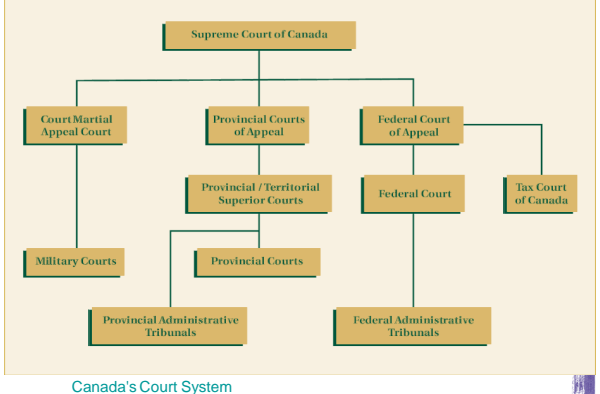 Supreme Court of Canada
Court Martial
Appeal Court
Provincial Courts
of Appeal
Federal Court
of Appeal
Provincial / Territorial
Superior Courts
Federal Court
Tax Court
of Canada
Military Courts
Provincial Courts
Provincial Administrative
Tribunals
Federal Administrative
Tribunals
Canada's Court System